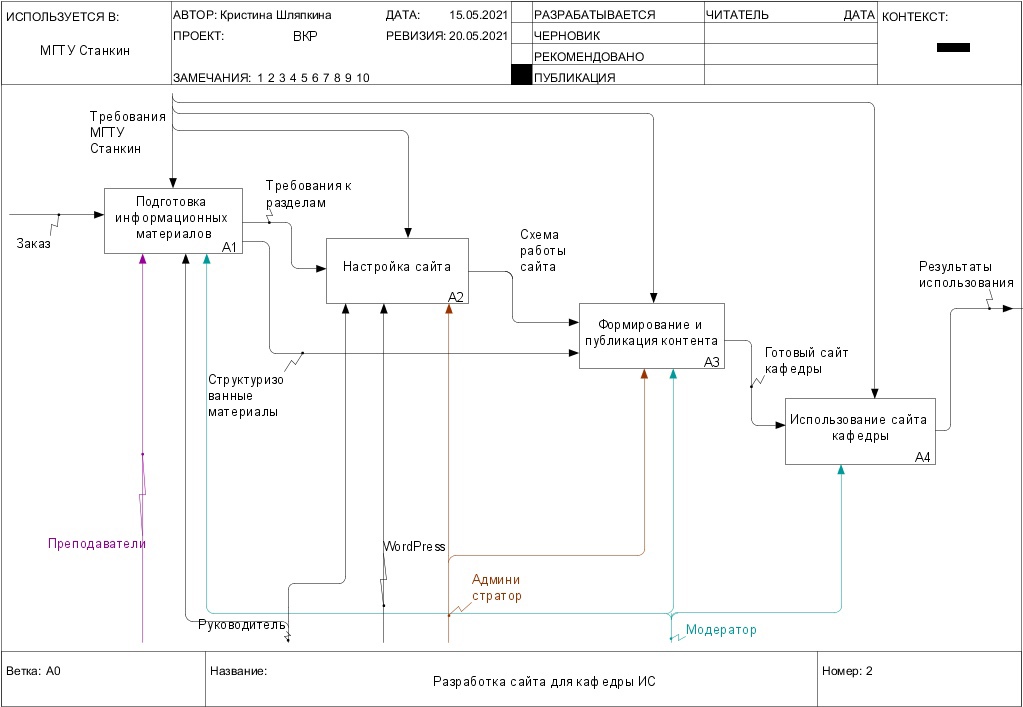 ИСПОЛЬЗУЕТСЯ В:
МГТУ Станкин
АВТОР: Кристина Шляпкина
ДАТА: 15.05.2021
ПРОЕКТ: ВКР
РЕВИЗИЯ: 20.05.2021
ЗАМЕЧАНИЯ: 1 2 3 4 5 6 7 8 9 10
РАЗРАБАТЫВАЕТСЯ
ЧЕРНОВИК
РЕКОМЕНДОВАНО
ПУБЛИКАЦИЯ
ЧИТАТЕЛЬ ДАТА
КОНТЕКСТ:
Требования
МГТУ
Станкин
Заказ
Подготовка
информационных
материалов
A1
Требования к
разделам
Настройка сайта
A2
Схема
работы
сайта
Формирование и
публикация контента
A3
Структуризо
ванные
материалы
Готовый сайт
кафедры
Использование сайта
кафедры
A4
Результаты
использования
Преподаватели
Руководитель
WordPress
Админи
стратор
Модератор
Ветка: A0
Название:
Разработка сайта для кафедры ИС
Номер: 2